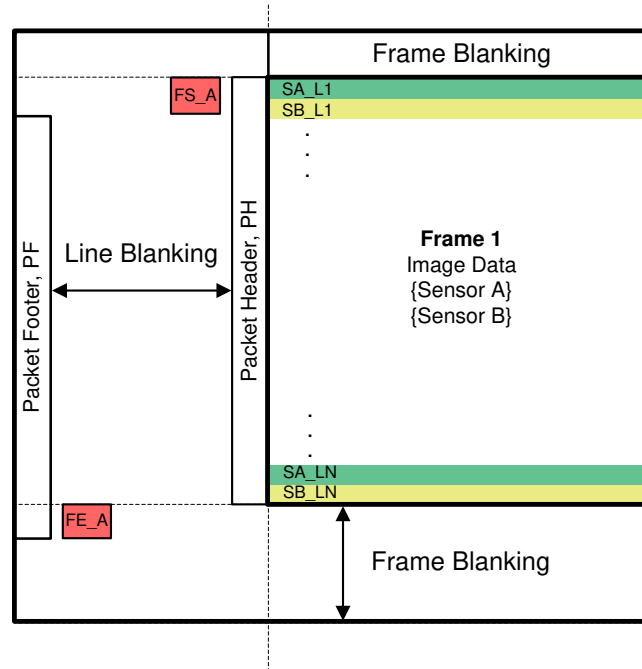 Frame Blanking
FS_A
SA_L1
SB_L1
.
.
.
Packet Footer, PF
Line Blanking
Packet Header, PH
Frame 1
Image Data
{Sensor A}
{Sensor B}
.
.
.
SA_LN
SB_LN
FE_A
Frame Blanking